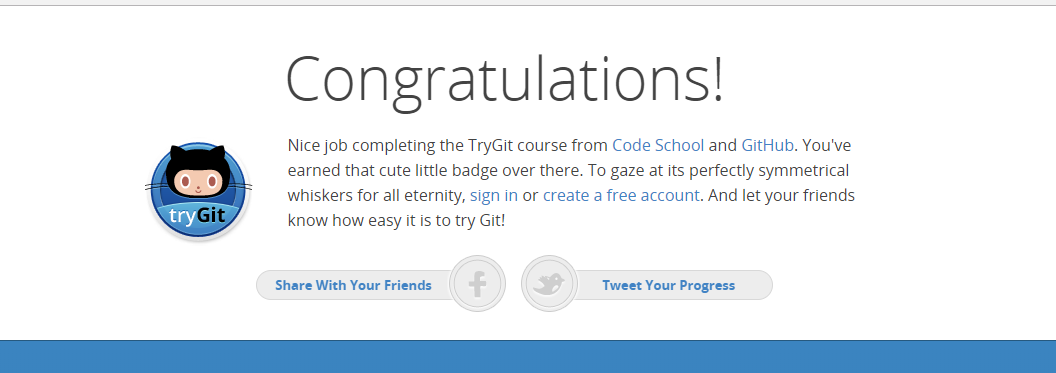 Congratulations!
Nice job completing the TryGit course from Code School and GitHub. You've
earned that cute little badge over there. To gaze at its perfectly symmetrical
whiskers for all eternity, sign in or create a free account. And let your friends
know how easy it is to try Git!
tryGit
Share With Your Friends
Tweet Your Progress